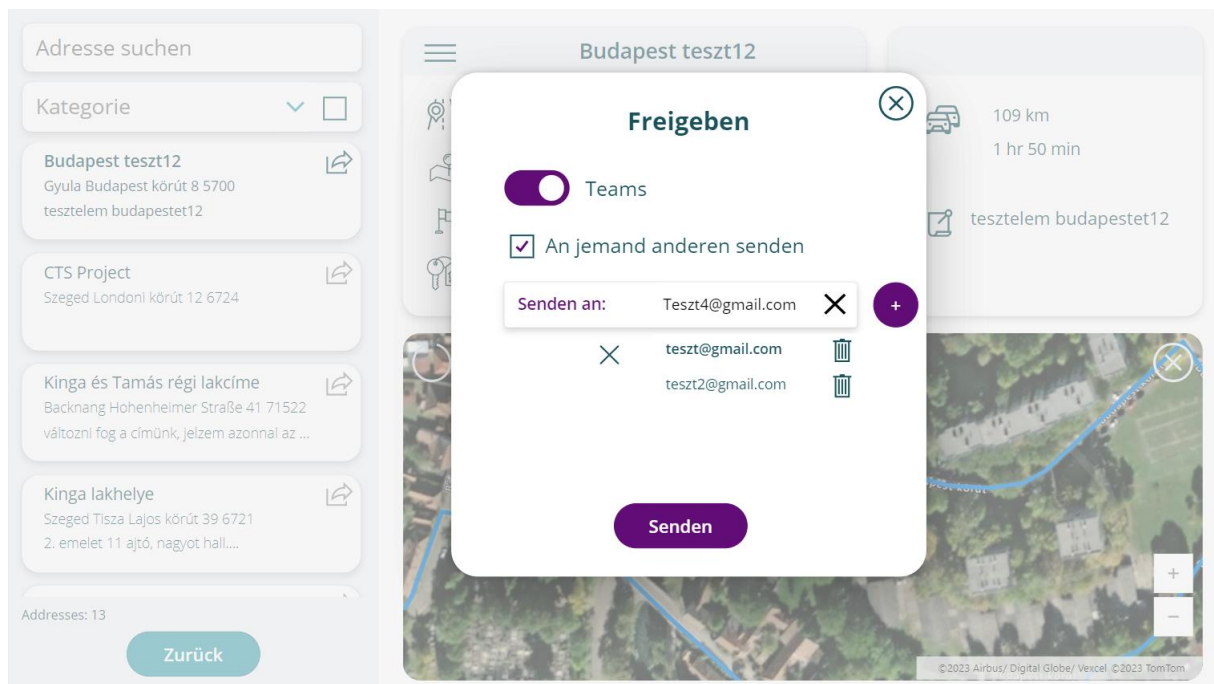 Adresse suchen
Kategorie
Budapest teszt12
Gyula Budapest körút 8 5700
tesztelem budapestet12
CTS Project
Szeged Londoni körút 12 6724
Kinga és Tamás régi lakcíme
Backnang Hohenheimer Straße 41 71522
változni fog a címünk, jelzem azonnal az ...
Kinga lakhelye
Szeged Tisza Lajos körút 39 6721
2. emelet 11 ajtó, nagyot hall....
Addresses: 13
Zurück
Budapest teszt12
109 km
1 hr 50 min
tesztelem budapestet12
Freigeben
Teams
An jemand anderen senden
Senden an: Teszt4@gmail.com
+
teszt@gmail.com
teszt2@gmail.com
Senden
+
−
©2023 Airbus/ Digital Globe/ Vexcel ©2023 TomTom